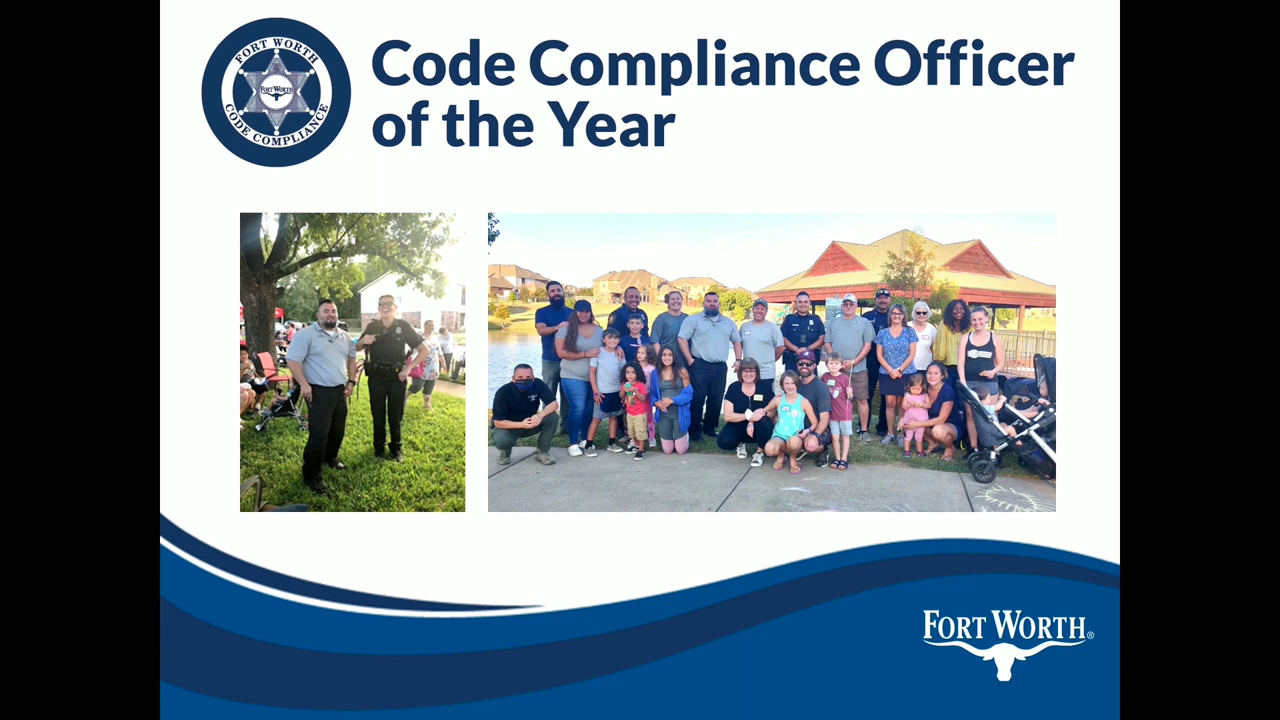 FORT WORTH
FORT WORTH
CODE COMPLIANCE
Code Compliance Officer
of the Year
FORT WORTH®